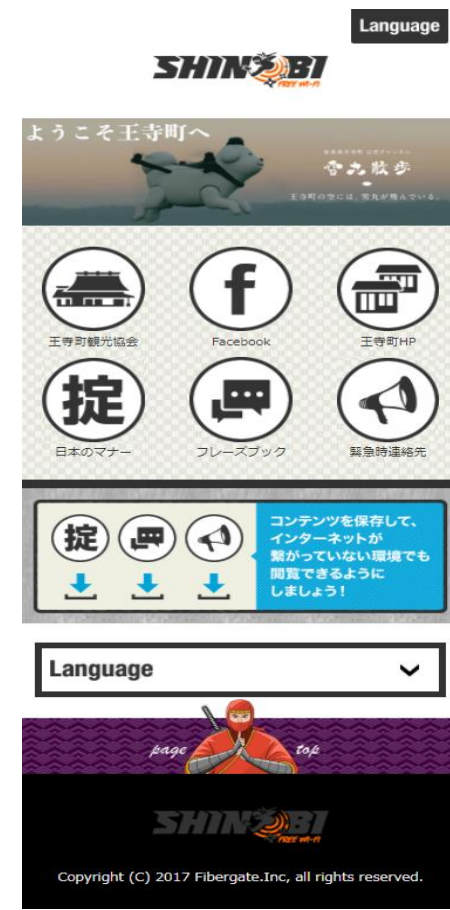 Language
SHINOBI
FREE Wi-Fi
ようこそ王寺町へ
雪丸散歩
王寺町の空には、雪丸が飛んでいる。
王寺町観光協会
Facebook
王寺町HP
掟
日本のマナー
フレーズブック
緊急時連絡先
掟
コンテンツを保存して、
インターネットが
繋がっていない環境でも
閲覧できるように
しましょう！
Language
page top
SHINOBI
FREE Wi-Fi
Copyright (C) 2017 Fibergate.Inc, all rights reserved.